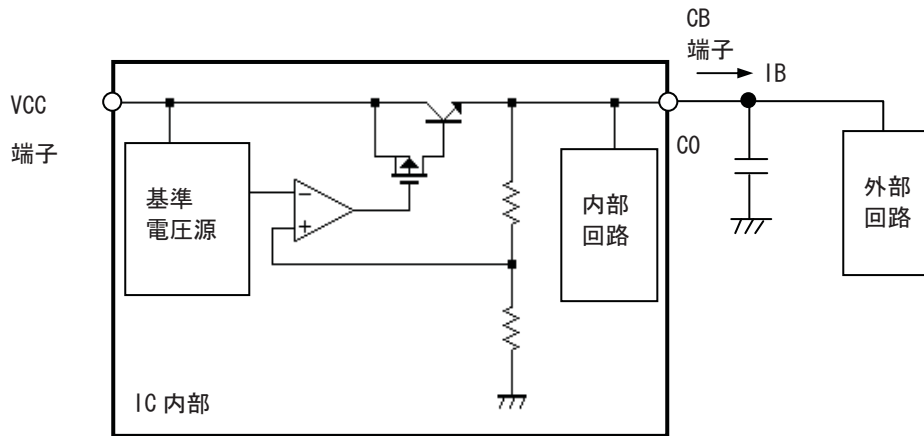 CB
端子
IB
VCC
端子
CO
基準
電圧源
−
+
内部
回路
外部
回路
IC 内部